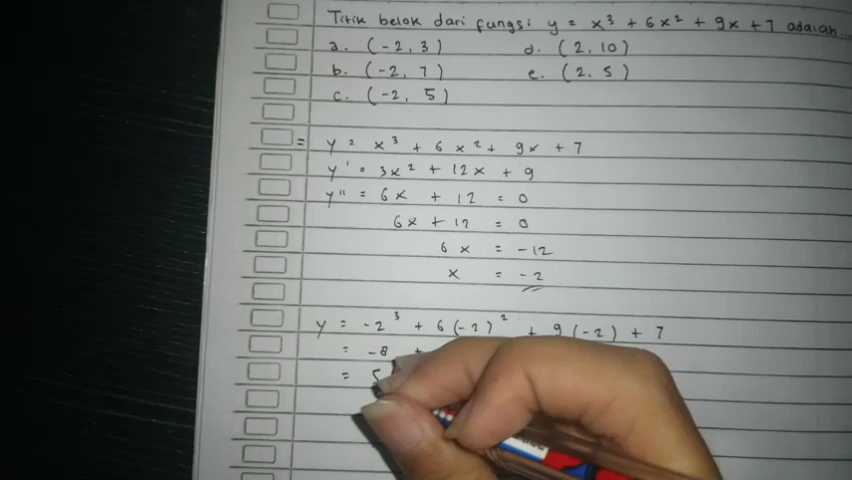 Titik belok dari fungsi y = x³ + 6x² + 9x + 7 adalah...
a. (-2, 3) d. (2, 10)
b. (-2, 7) e. (2. 5)
c. (-2, 5)
= y = x³ + 6x² + 9x + 7
y' = 3x² + 12x + 9
y'' = 6x + 12 = 0
6x + 12 = 0
6x = -12
x = -2
y = -2³ + 6(-2)² + 9(-2) + 7
= -8 +
= 5